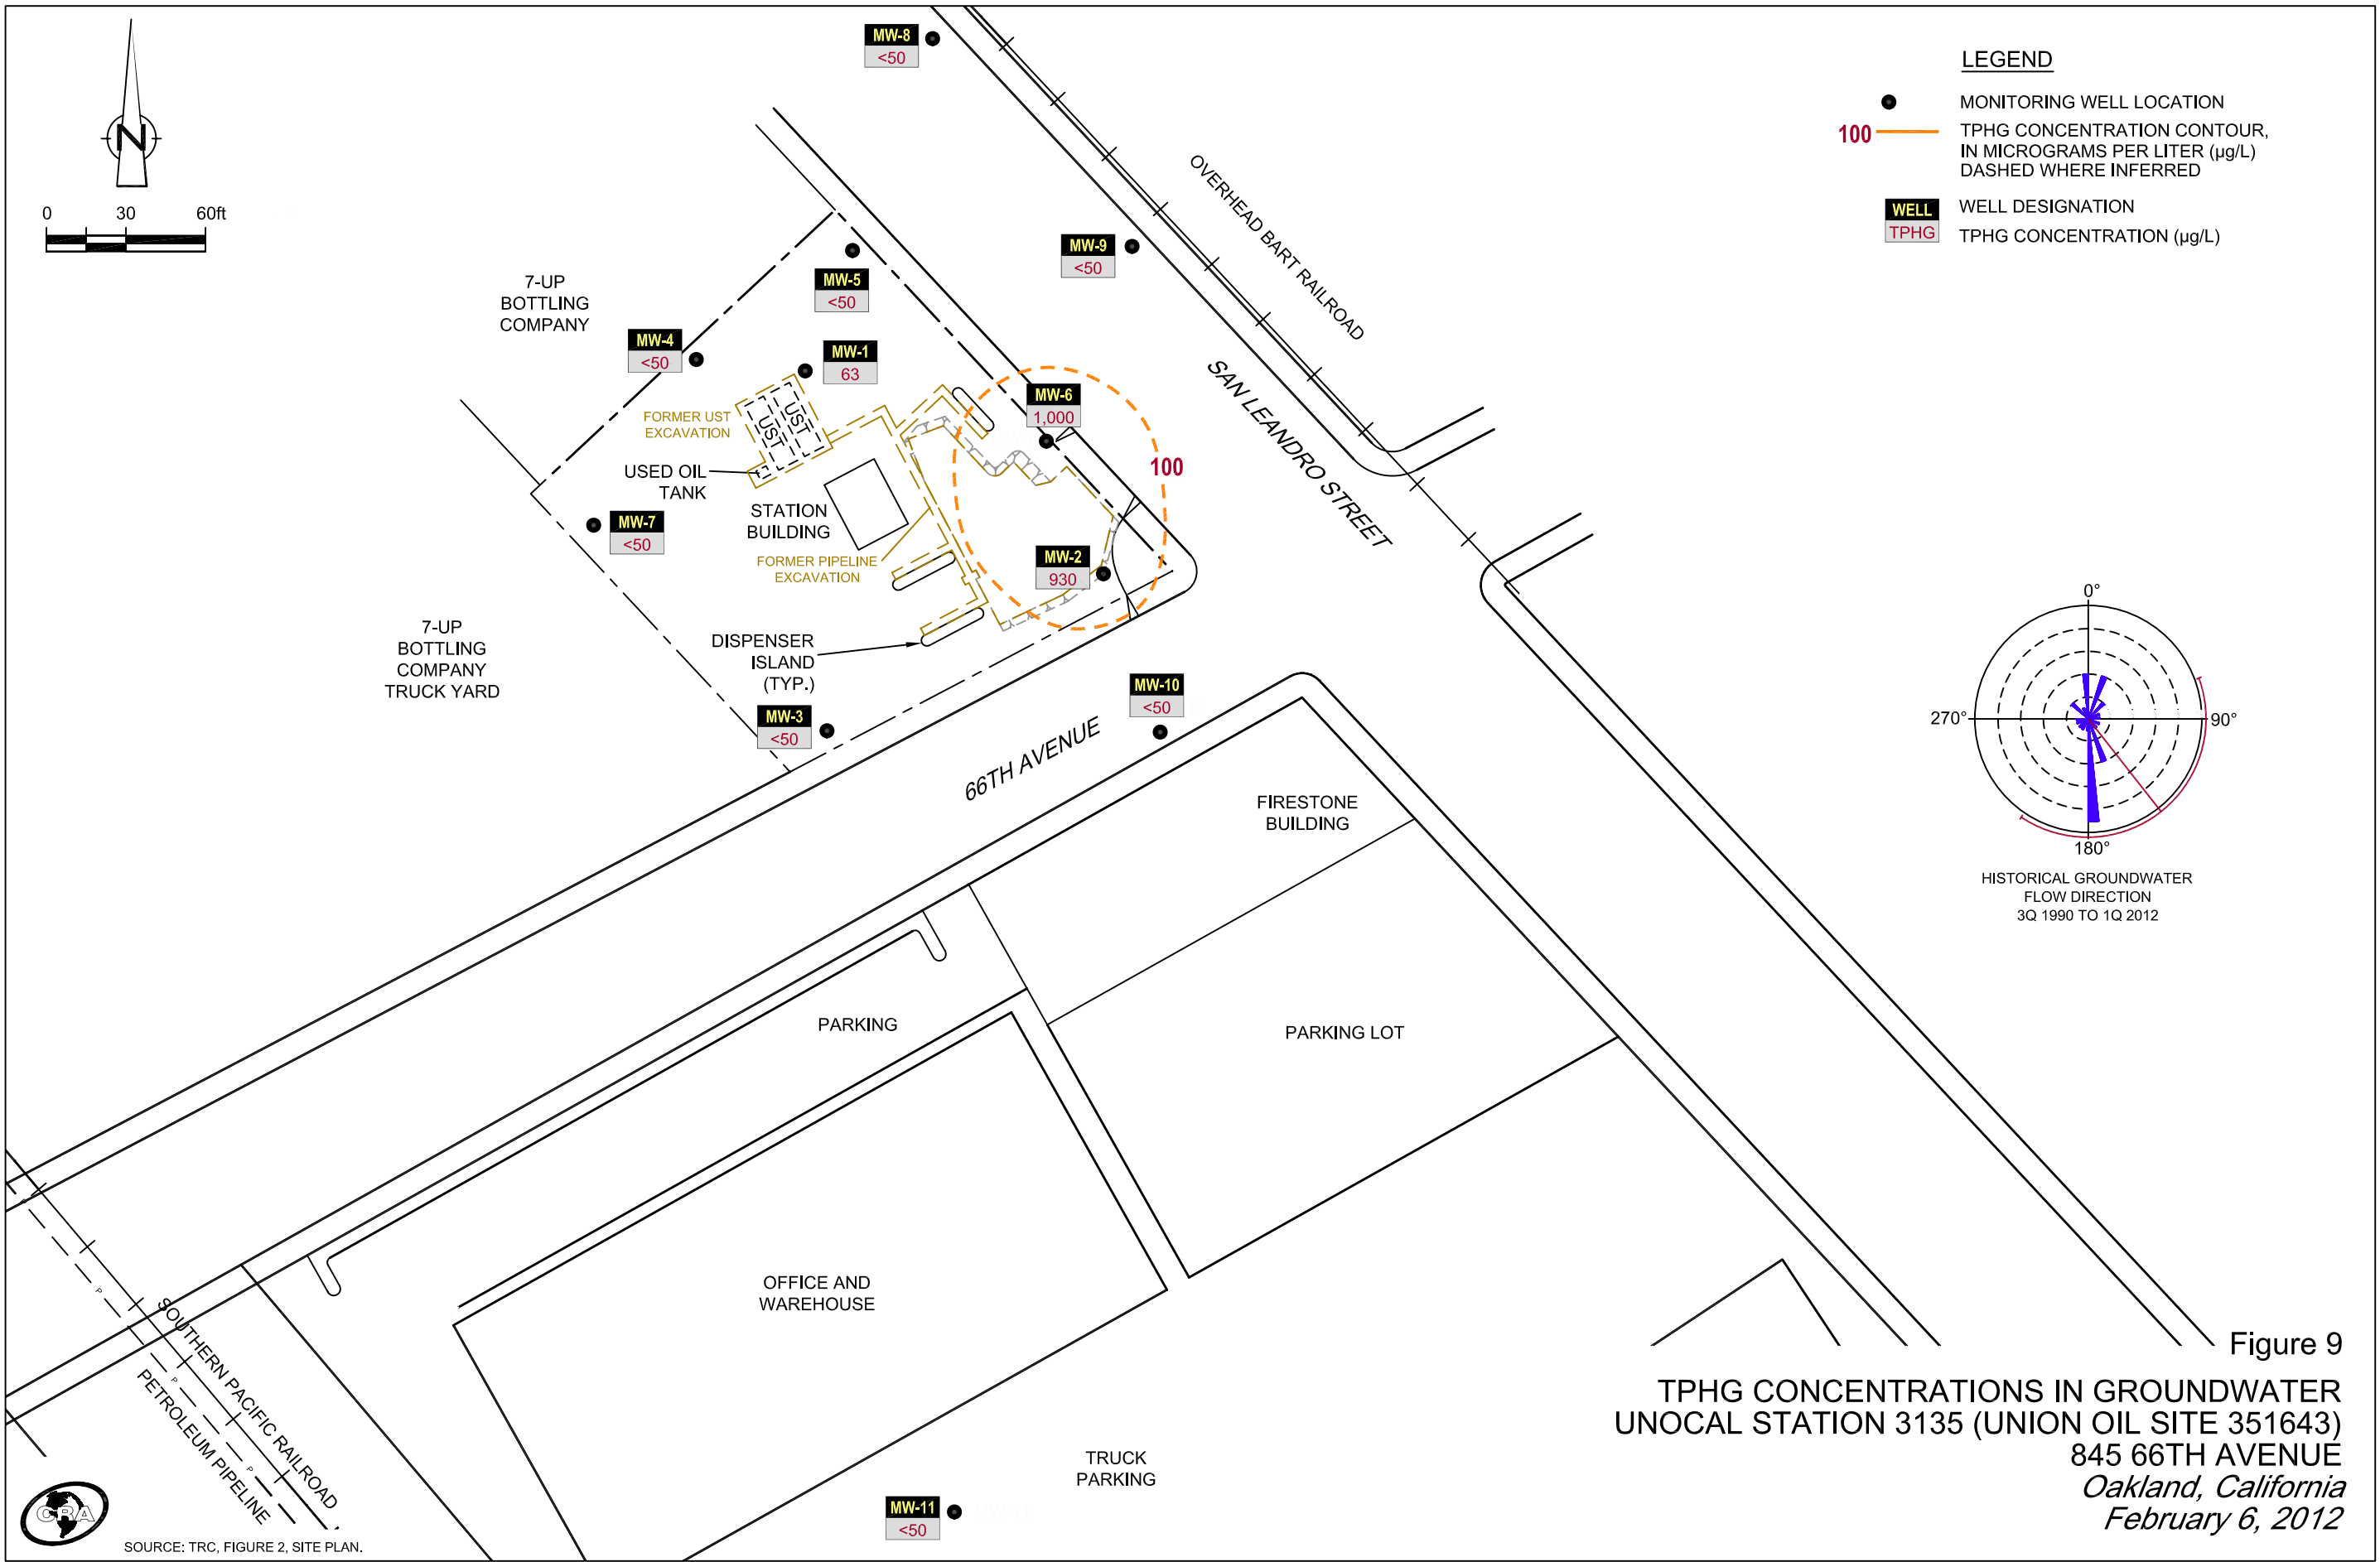 MW-8
<50
LEGEND
MONITORING WELL LOCATION
100
TPHG CONCENTRATION CONTOUR,
IN MICROGRAMS PER LITER (µg/L)
DASHED WHERE INFERRED
WELL
TPHG
WELL DESIGNATION
TPHG CONCENTRATION (µg/L)
N
0 30 60ft
OVERHEAD BART RAILROAD
MW-9
<50
MW-5
<50
7-UP
BOTTLING
COMPANY
MW-4
<50
MW-1
63
MW-6
1,000
100
SAN LEANDRO STREET
FORMER UST
EXCAVATION
UST
UST
USED OIL
TANK
STATION
BUILDING
MW-7
<50
FORMER PIPELINE
EXCAVATION
MW-2
930
7-UP
BOTTLING
COMPANY
TRUCK YARD
DISPENSER
ISLAND
(TYP.)
MW-3
<50
MW-10
<50
66TH AVENUE
FIRESTONE
BUILDING
0°
270°
90°
180°
HISTORICAL GROUNDWATER
FLOW DIRECTION
3Q 1990 TO 1Q 2012
PARKING
PARKING LOT
OFFICE AND
WAREHOUSE
SOUTHERN PACIFIC RAILROAD
PETROLEUM PIPELINE
P
P
P
TRUCK
PARKING
MW-11
<50
CRA
SOURCE: TRC, FIGURE 2, SITE PLAN.
Figure 9
TPHG CONCENTRATIONS IN GROUNDWATER
UNOCAL STATION 3135 (UNION OIL SITE 351643)
845 66TH AVENUE
Oakland, California
February 6, 2012